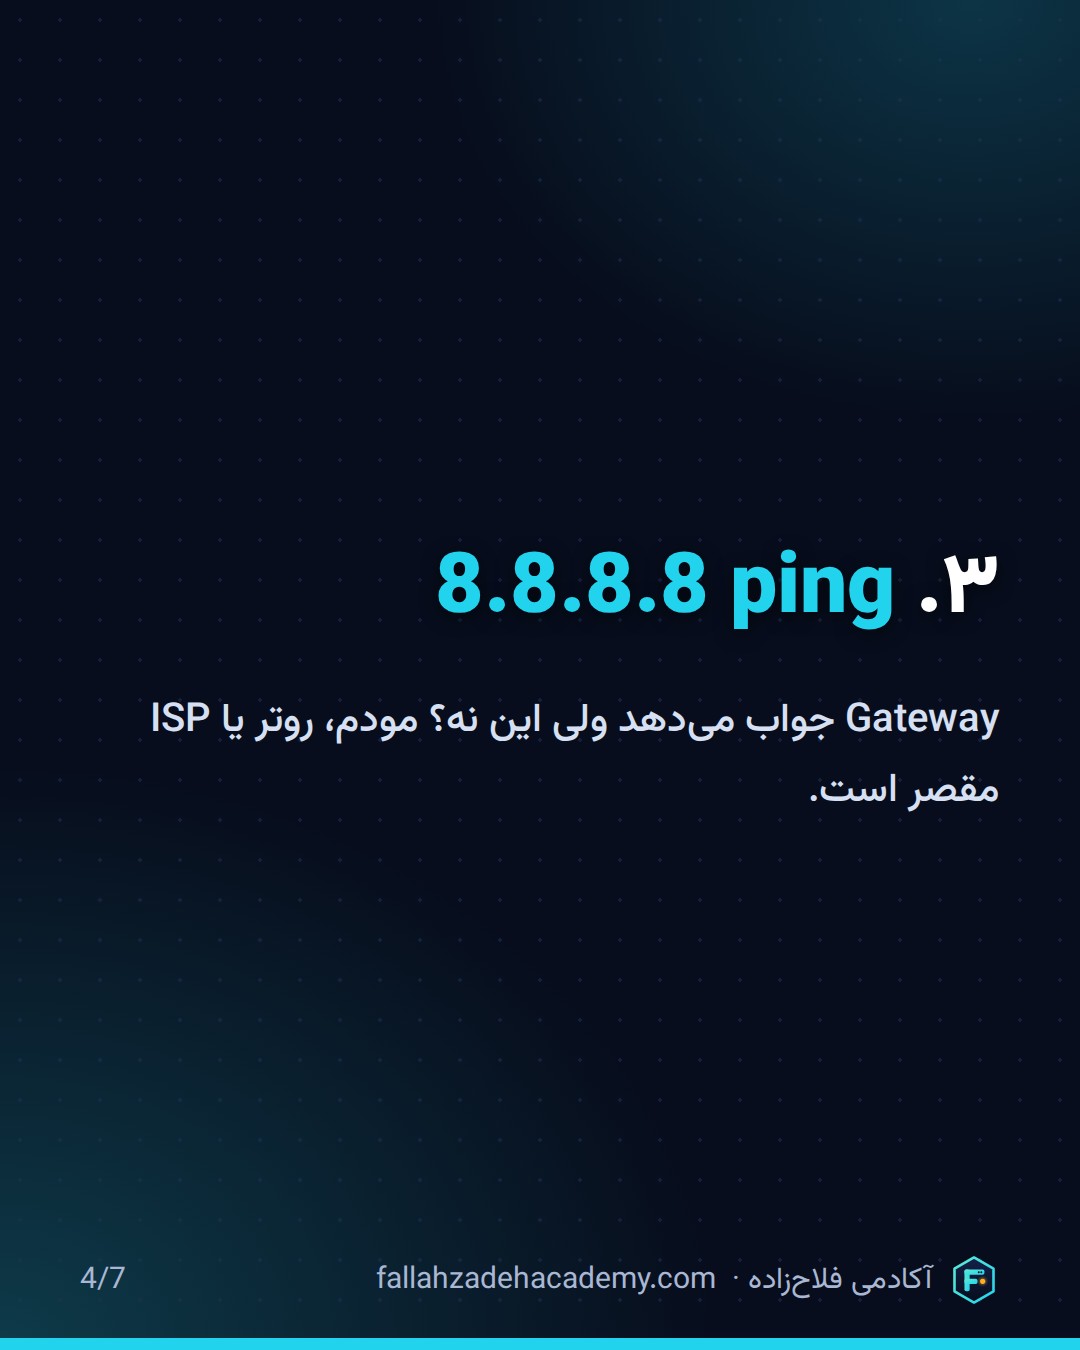 ۳. ping 8.8.8.8
Gateway جواب می‌دهد ولی این نه؟ مودم، روتر یا ISP
مقصر است.
آکادمی فلاح‌زاده · fallahzadehacademy.com
4/7